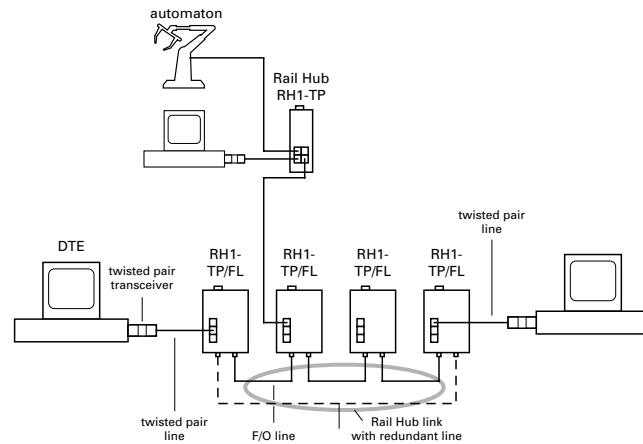 automaton
Rail Hub
RH1-TP
DTE
twisted pair
transceiver
RH1-
TP/FL
RH1-
TP/FL
RH1-
TP/FL
RH1-
TP/FL
twisted pair
line
twisted pair
line
F/O line
Rail Hub link
with redundant line